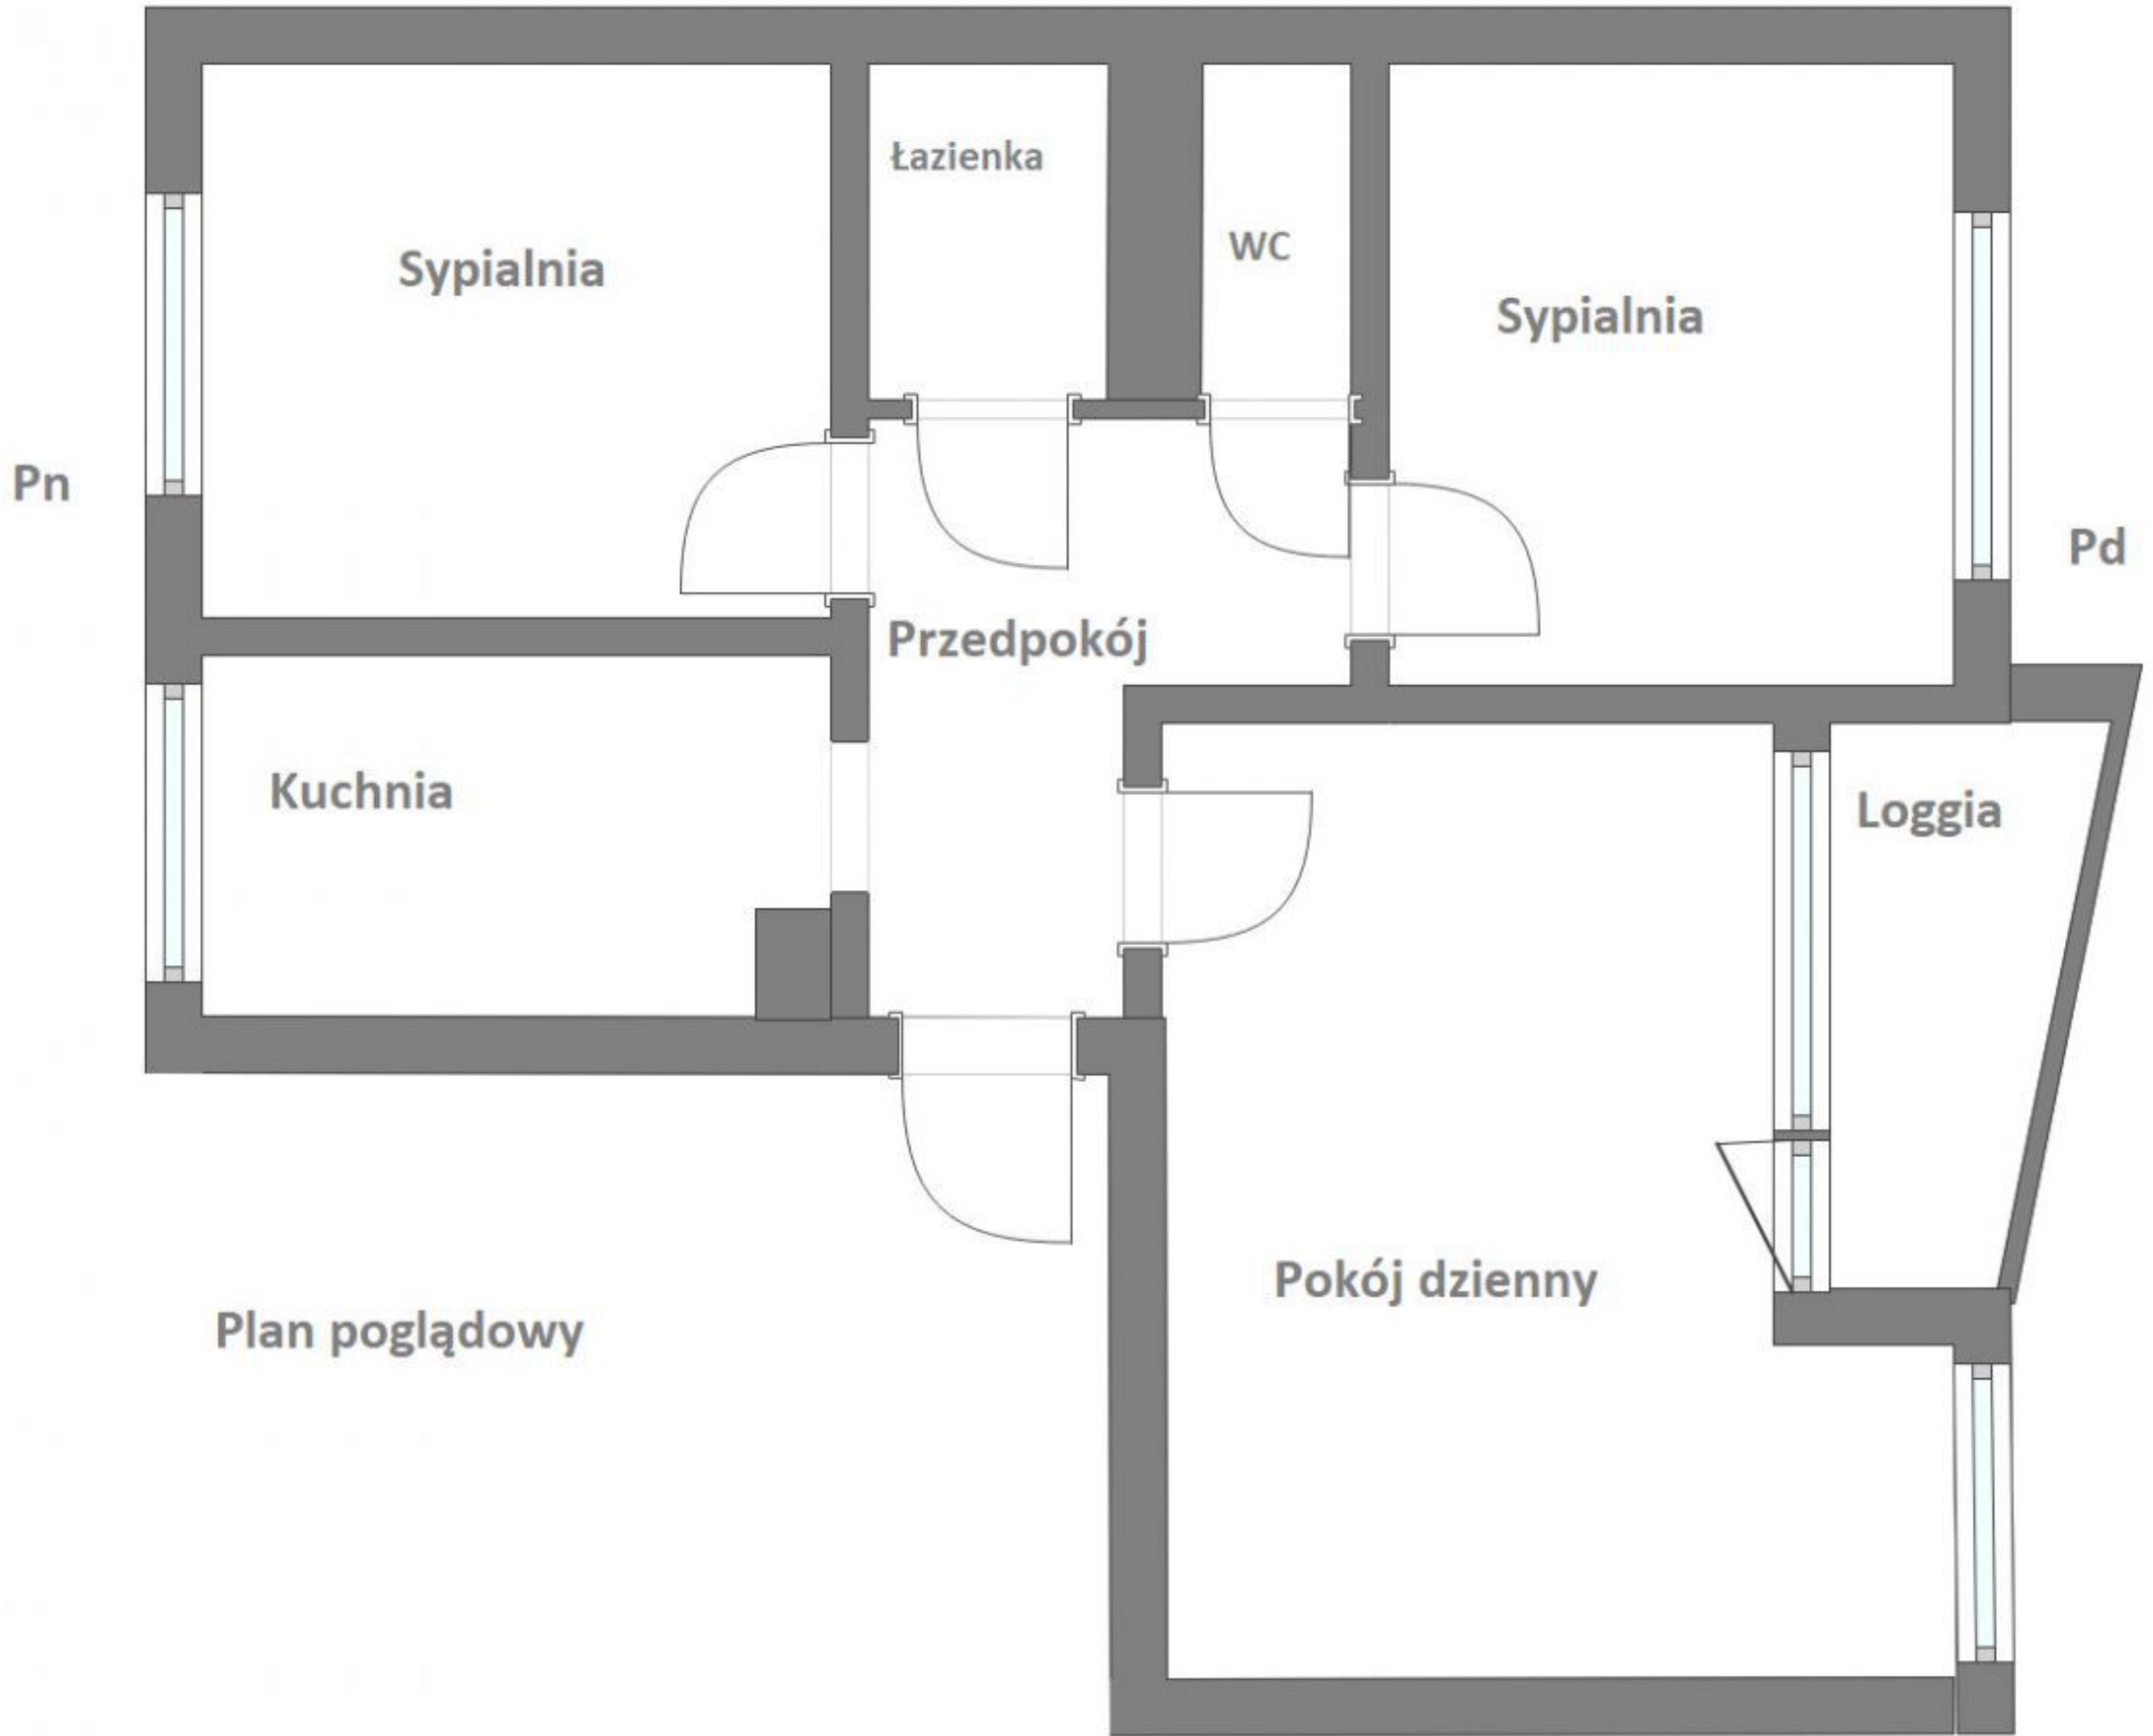 Łazienka
WC
Sypialnia
Sypialnia
Pn
Pd
Przedpokój
Kuchnia
Loggia
Pokój dzienny
Plan poglądowy